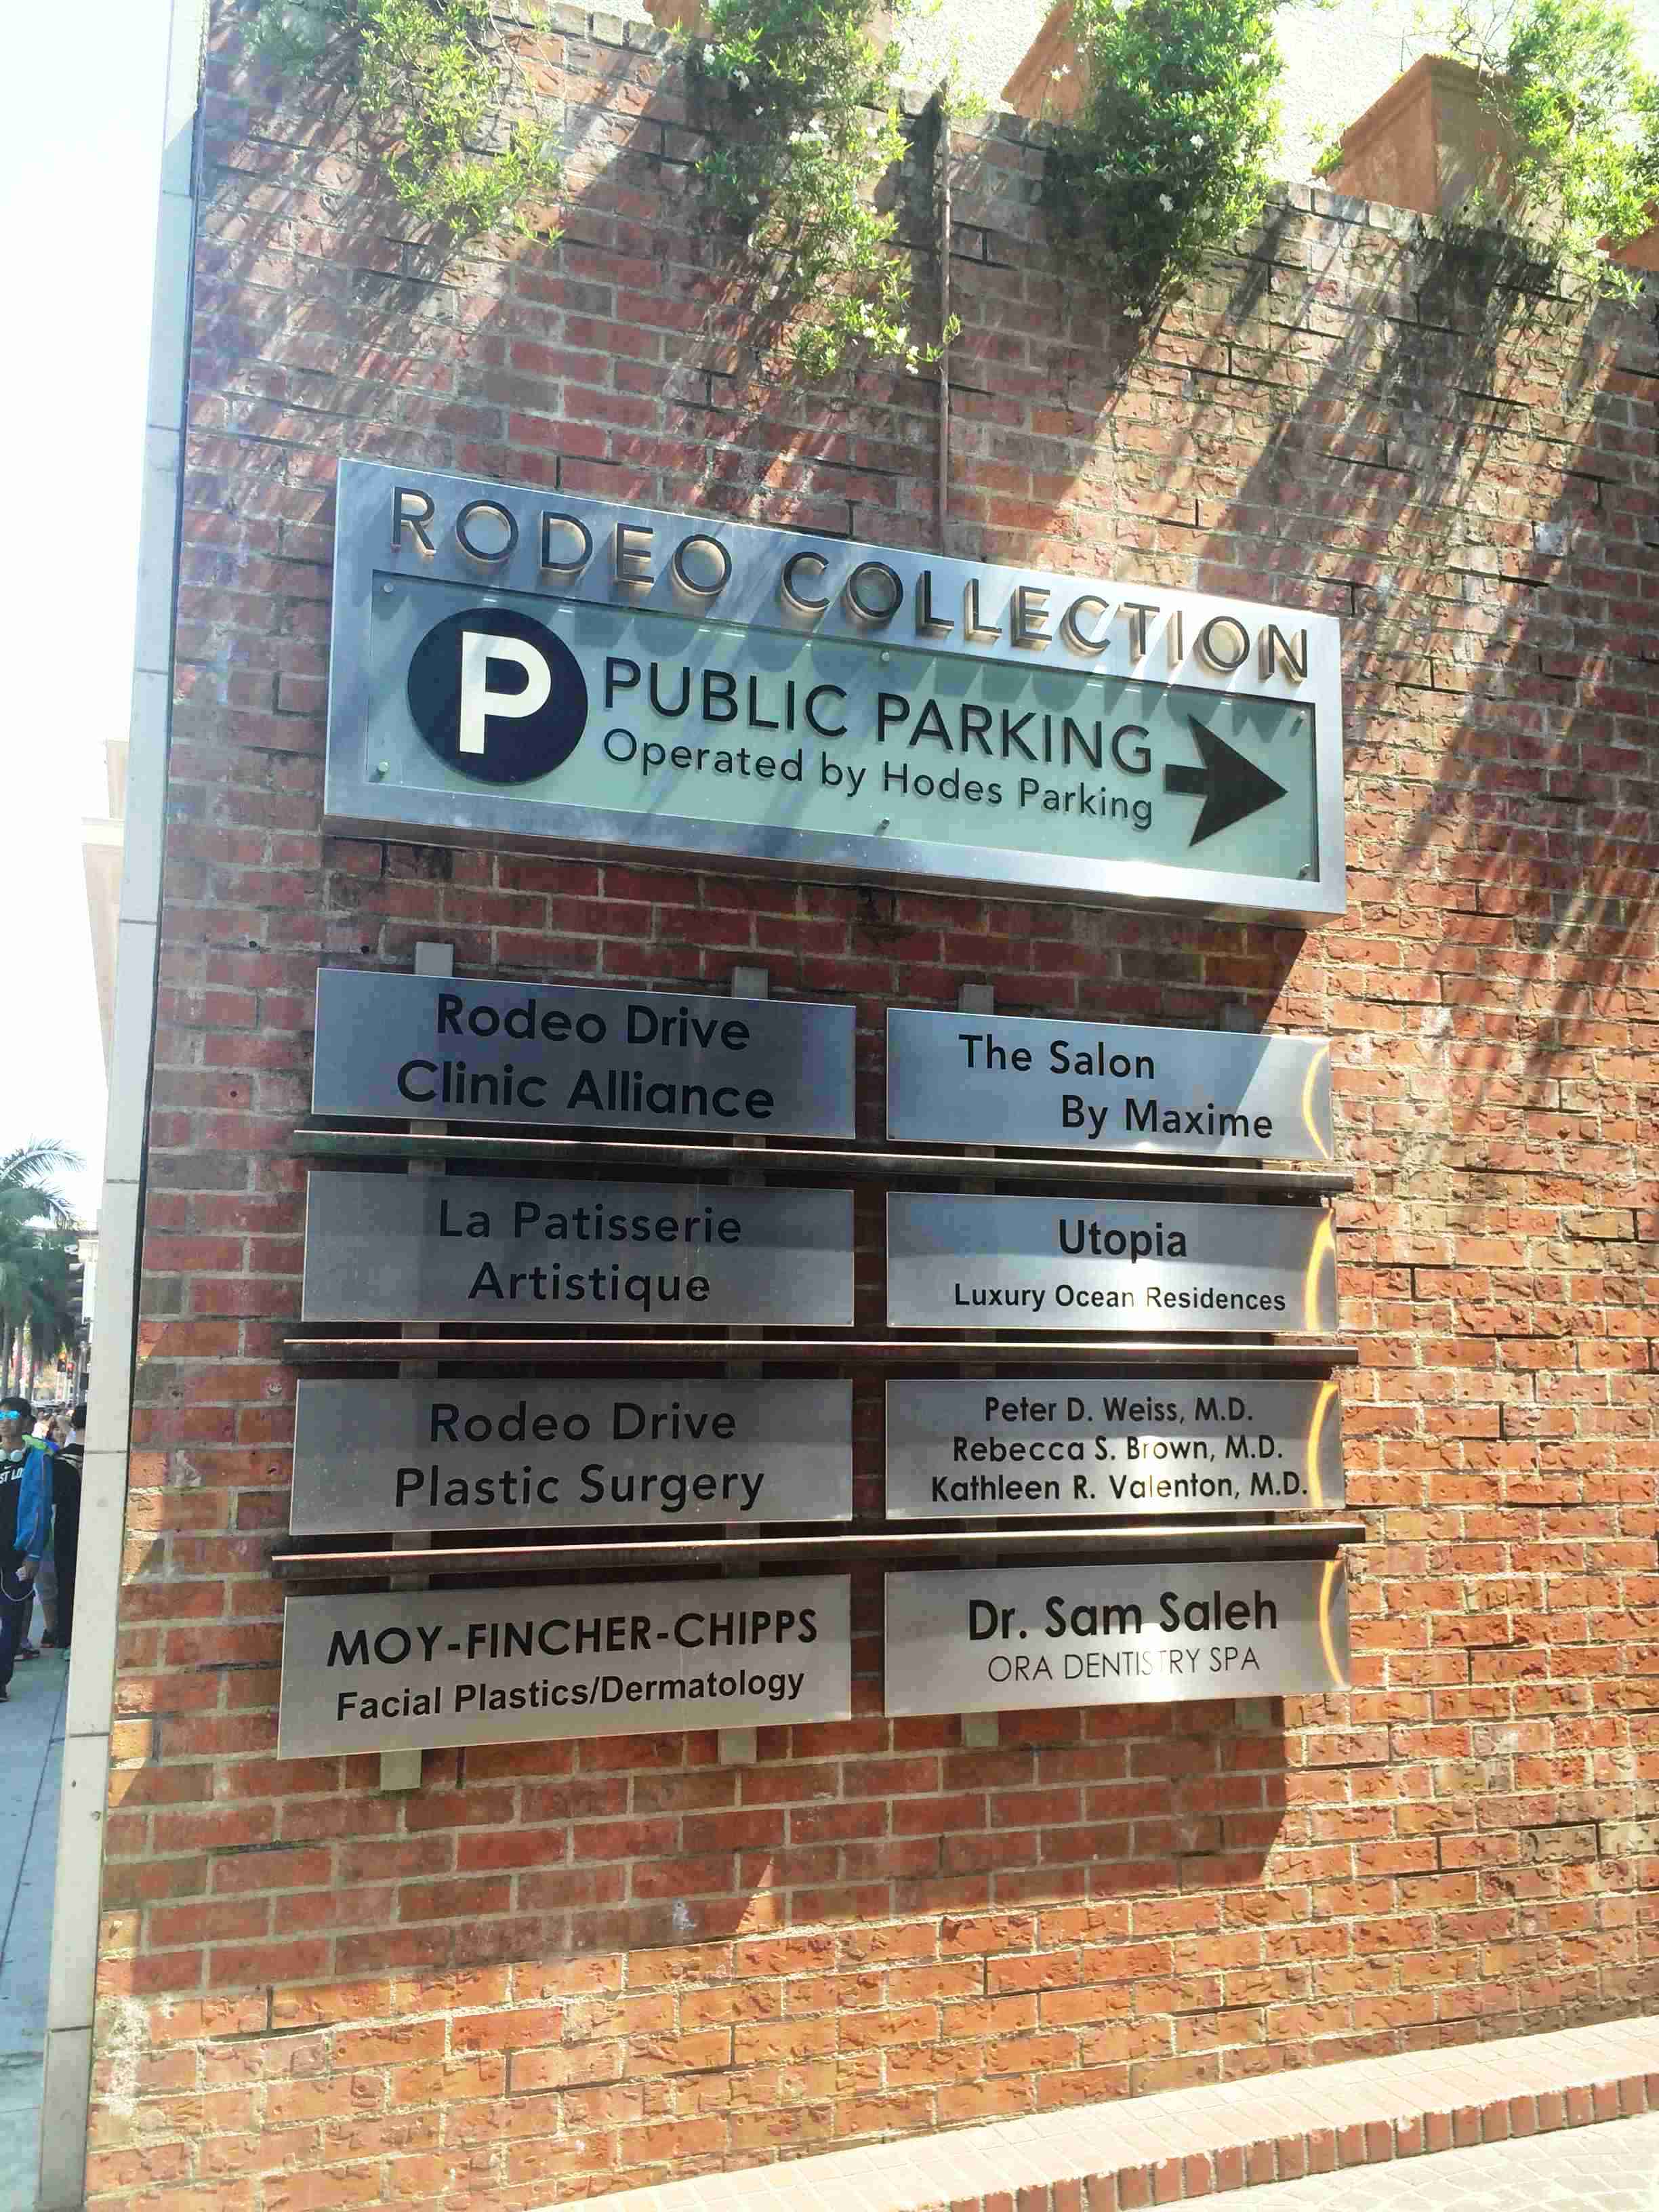 RODEO COLLECTION
P
PUBLIC PARKING
Operated by Hodes Parking
Rodeo Drive
Clinic Alliance
The Salon
By Maxime
La Patisserie
Artistique
Utopia
Luxury Ocean Residences
Rodeo Drive
Plastic Surgery
Peter D. Weiss, M.D.
Rebecca S. Brown, M.D.
Kathleen R. Valenton, M.D.
MOY-FINCHER-CHIPPS
Facial Plastics/Dermatology
Dr. Sam Saleh
ORA DENTISTRY SPA